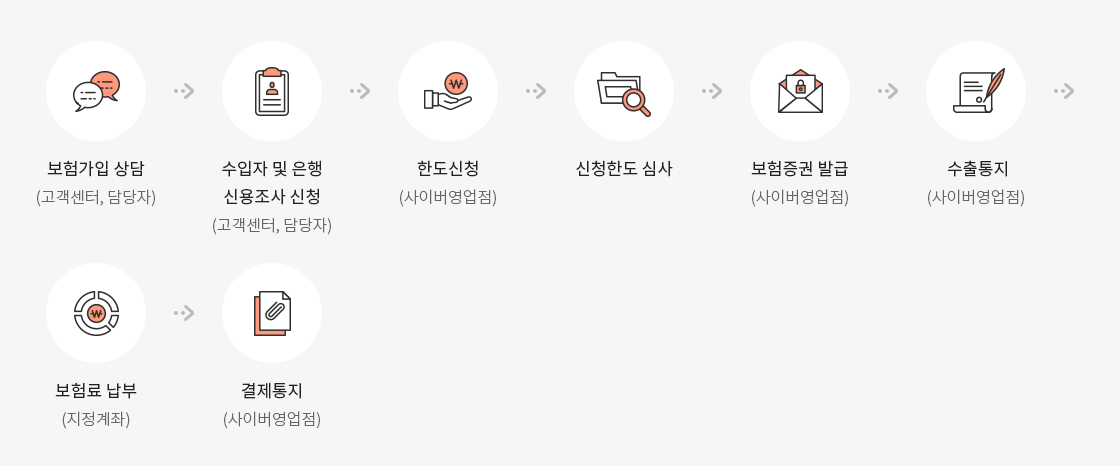 보험가입 상담
(고객센터, 담당자)
수입자 및 은행
신용조사 신청
(고객센터, 담당자)
한도신청
(사이버영업점)
신청한도 심사
보험증권 발급
(사이버영업점)
수출통지
(사이버영업점)
보험료 납부
(지정계좌)
결제통지
(사이버영업점)